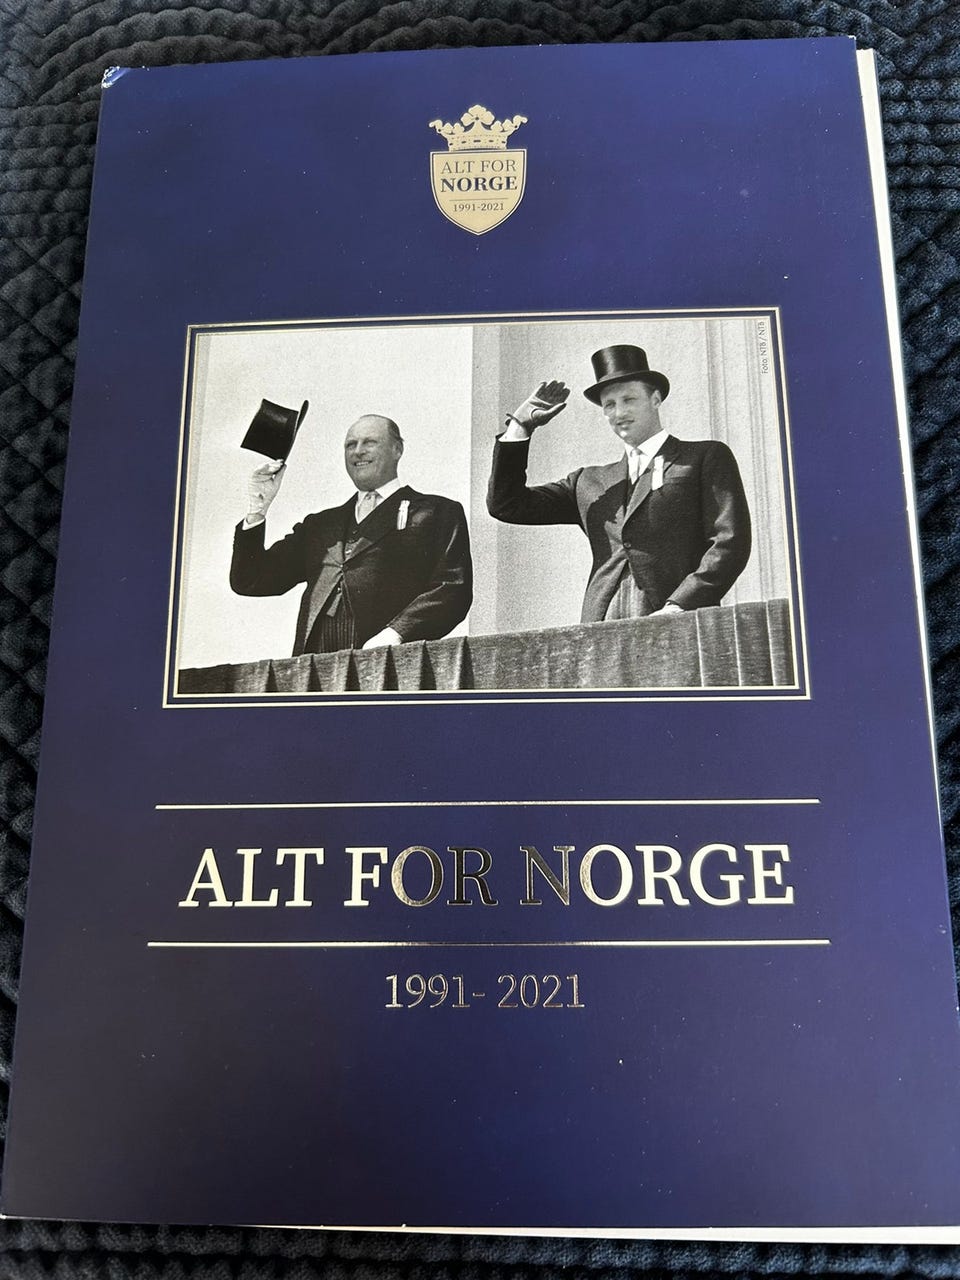 ALT FOR
NORGE
1991-2021
Foto: NTB / NTB
ALT FOR NORGE
1991- 2021